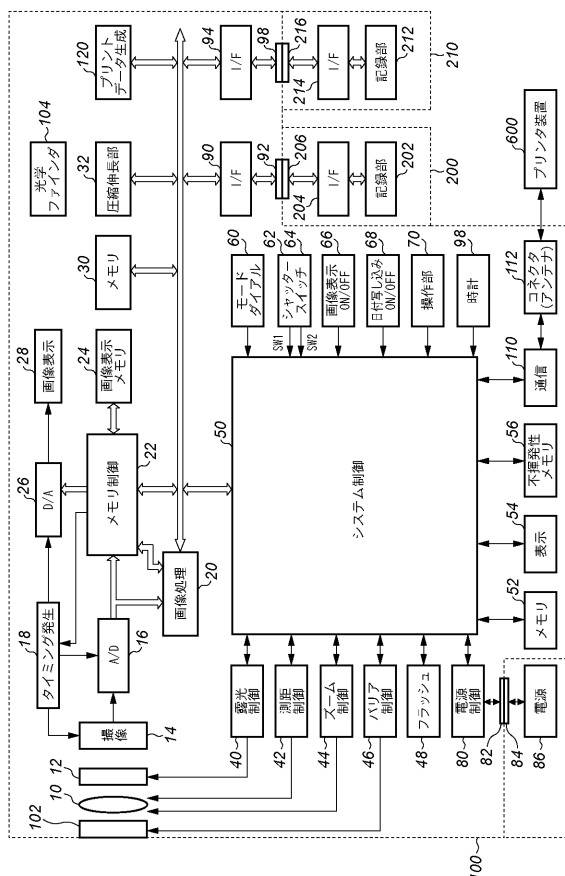 102
10
12
撮像
14
タイミング発生
18
A/D
16
D/A
26
画像表示
28
メモリ制御
22
画像表示
メモリ
24
画像処理
20
メモリ
30
圧縮伸長部
32
光学
ファインダ
104
プリント
データ生成
120
I/F
90
92
206
204
I/F
記録部
202
200
I/F
94
98
216
214
I/F
記録部
212
210
露光
制御
40
測距
制御
42
ズーム
制御
44
バリア
制御
46
フラッシュ
48
電源
制御
80
82
84
電源
86
100
システム制御
50
モード
ダイアル
60
シャッター
スイッチ
62
64
SW1
SW2
画像表示
ON/OFF
66
日付写し込み
ON/OFF
68
操作部
70
時計
98
メモリ
52
表示
54
不揮発性
メモリ
56
通信
110
コネクタ
(アンテナ)
112
プリンタ装置
600